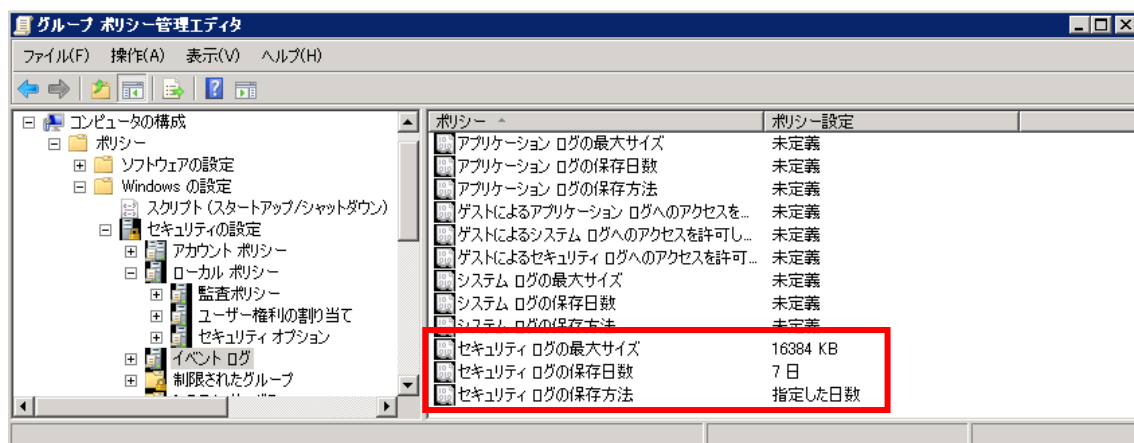 グループ ポリシー管理エディタ
ファイル(F) 操作(A) 表示(V) ヘルプ(H)
コンピュータの構成
ポリシー
ソフトウェアの設定
Windows の設定
スクリプト (スタートアップ/シャットダウン)
セキュリティの設定
アカウント ポリシー
ローカル ポリシー
監査ポリシー
ユーザー権利の割り当て
セキュリティ オプション
イベント ログ
制限されたグループ
ポリシー ポリシー設定
アプリケーション ログの最大サイズ 未定義
アプリケーション ログの保存日数 未定義
アプリケーション ログの保存方法 未定義
ゲストによるアプリケーション ログへのアクセスを... 未定義
ゲストによるシステム ログへのアクセスを許可し... 未定義
ゲストによるセキュリティ ログへのアクセスを許可... 未定義
システム ログの最大サイズ 未定義
システム ログの保存日数 未定義
システム ログの保存方法 未定義
セキュリティ ログの最大サイズ 16384 KB
セキュリティ ログの保存日数 7 日
セキュリティ ログの保存方法 指定した日数